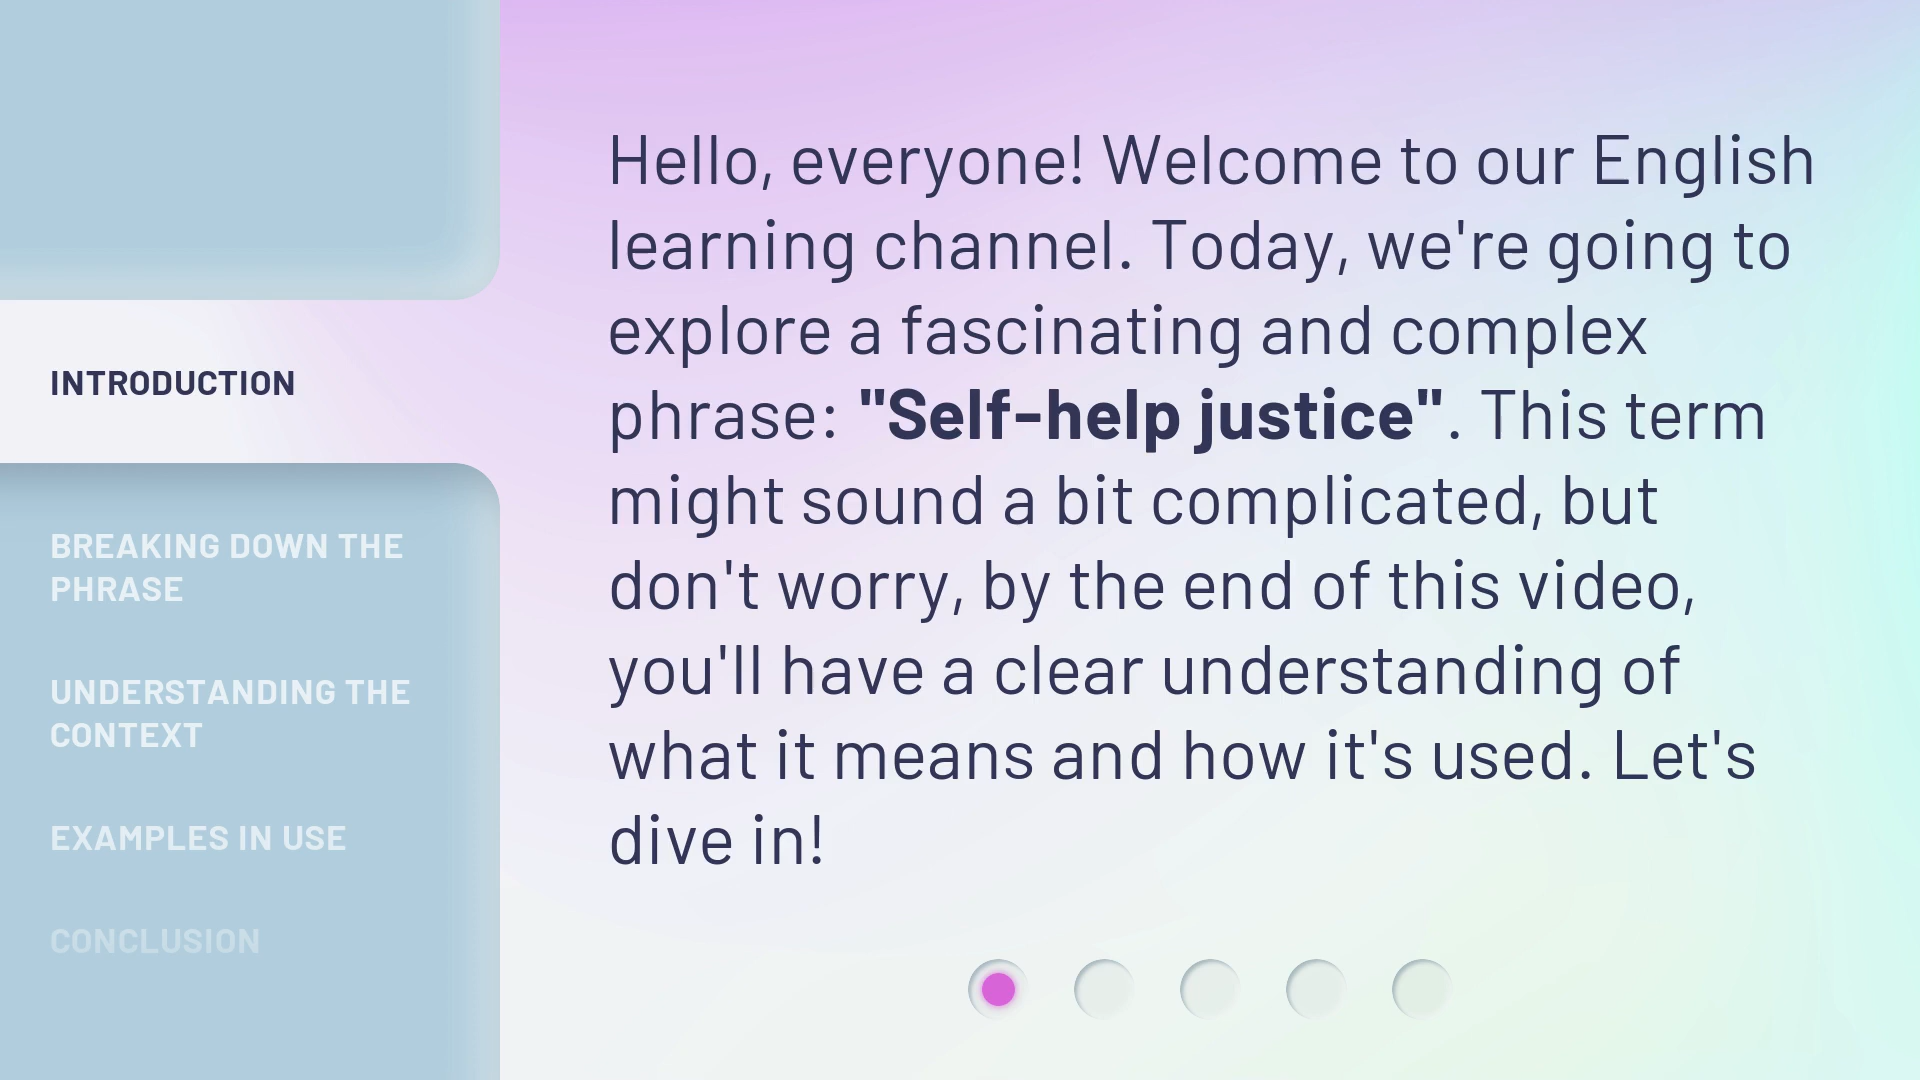 INTRODUCTION
BREAKING DOWN THE
PHRASE
UNDERSTANDING THE
CONTEXT
EXAMPLES IN USE
CONCLUSION
Hello, everyone! Welcome to our English
learning channel. Today, we're going to
explore a fascinating and complex
phrase: "Self-help justice". This term
might sound a bit complicated, but
don't worry, by the end of this video,
you'll have a clear understanding of
what it means and how it's used. Let's
dive in!